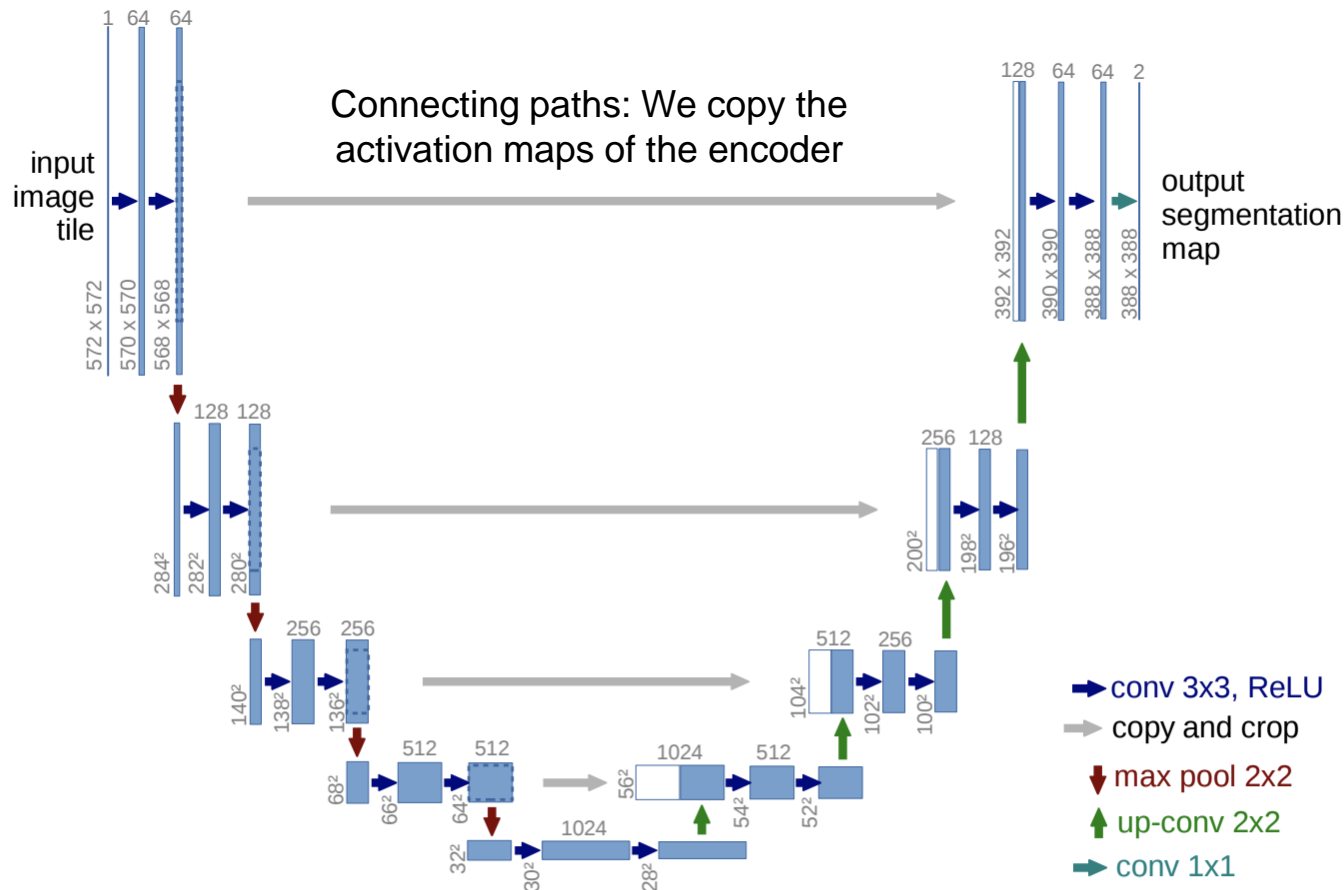 1 64 64
128 64 64 2
Connecting paths: We copy the
activation maps of the encoder
input
image
tile
output
segmentation
map
572 x 572
570 x 570
568 x 568
392 x 392
390 x 390
388 x 388
388 x 388
128 128
256 128
284²
282²
280²
200²
198²
196²
256 256
512 256
140²
138²
136²
104²
102²
100²
512 512
1024 512
68²
66²
64²
56²
54²
52²
1024
32²
30²
28²
conv 3x3, ReLU
copy and crop
max pool 2x2
up-conv 2x2
conv 1x1